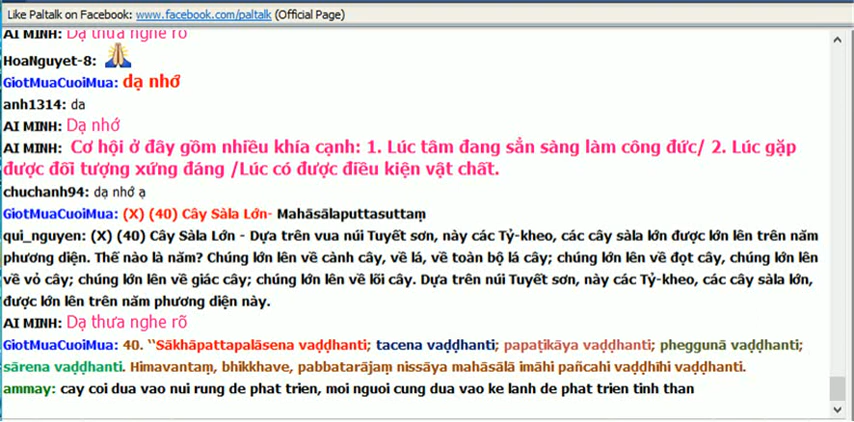 Like Paltalk on Facebook: www.facebook.com/paltalk (Official Page)
AI MINH: Dạ thưa nghe rõ
HoaNguyet-8:
GiotMuaCuoiMua: dạ nhớ
anh1314: da
AI MINH: Dạ nhớ
AI MINH: Cơ hội ở đây gồm nhiều khía cạnh: 1. Lúc tâm đang sẳn sàng làm công đức/ 2. Lúc gặp
được đối tượng xứng đáng /Lúc có được điều kiện vật chất.
chuchanh94: dạ nhớ ạ
GiotMuaCuoiMua: (X) (40) Cây Sàla Lớn- Mahāsālaputtasuttaṃ
qui_nguyen: (X) (40) Cây Sàla Lớn - Dựa trên vua núi Tuyết sơn, này các Tỷ-kheo, các cây sàla lớn được lớn lên trên năm
phương diện. Thế nào là năm? Chúng lớn lên về cành cây, về lá, về toàn bộ lá cây; chúng lớn lên về đọt cây, chúng lớn lên
về vỏ cây; chúng lớn lên về giác cây; chúng lớn lên về lõi cây. Dựa trên núi Tuyết sơn, này các Tỷ-kheo, các cây sàla lớn,
được lớn lên trên năm phương diện này.
AI MINH: Dạ thưa nghe rõ
GiotMuaCuoiMua: 40. ‘‘Sākhāpattapalāsena vaḍḍhanti; tacena vaḍḍhanti; papaṭikāya vaḍḍhanti; pheggunā vaḍḍhanti;
sārena vaḍḍhanti. Himavantaṃ, bhikkhave, pabbatarājaṃ nissāya mahāsālā imāhi pañcahi vaḍḍhīhi vaḍḍhanti.
ammay: cay coi dua vao nui rung de phat trien, moi nguoi cung dua vao ke lanh de phat trien tinh than